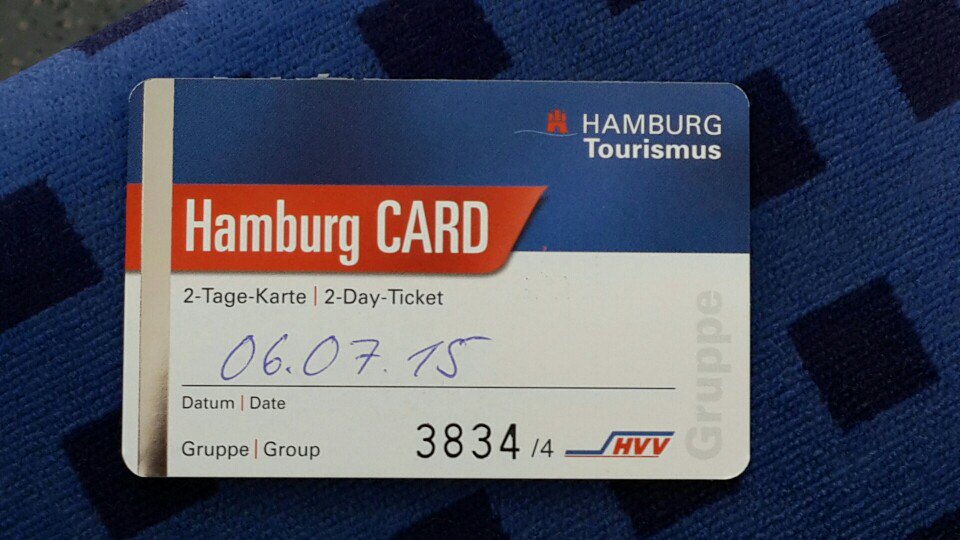 HAMBURG
Tourismus
Hamburg CARD
2-Tage-Karte | 2-Day-Ticket
06.07.15
Datum | Date
Gruppe | Group
3834 /4
HVV
Gruppe